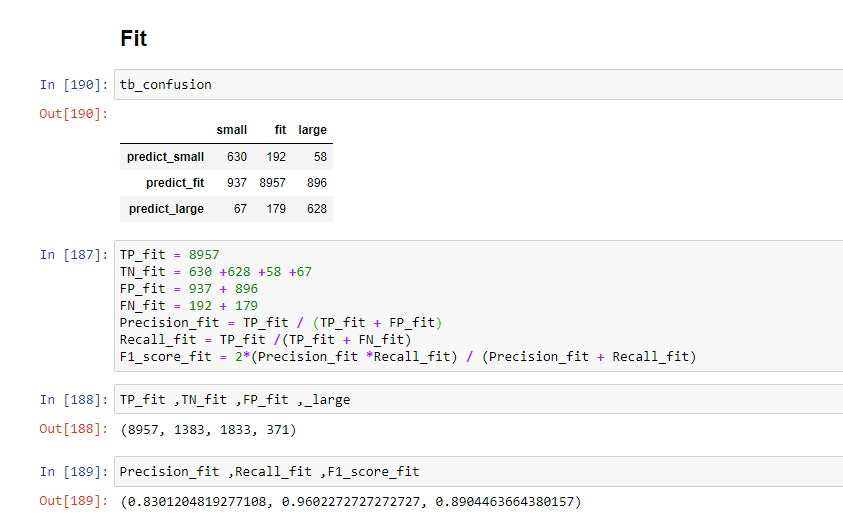 Fit
In [190]: tb_confusion
Out[190]:
small fit large
predict_small 630 192 58
predict_fit 937 8957 896
predict_large 67 179 628
In [187]: TP_fit = 8957
TN_fit = 630 +628 +58 +67
FP_fit = 937 + 896
FN_fit = 192 + 179
Precision_fit = TP_fit / (TP_fit + FP_fit)
Recall_fit = TP_fit /(TP_fit + FN_fit)
F1_score_fit = 2*(Precision_fit *Recall_fit) / (Precision_fit + Recall_fit)
In [188]: TP_fit ,TN_fit ,FP_fit ,_large
Out[188]: (8957, 1383, 1833, 371)
In [189]: Precision_fit ,Recall_fit ,F1_score_fit
Out[189]: (0.8301204819277108, 0.9602272727272727, 0.8904463664380157)